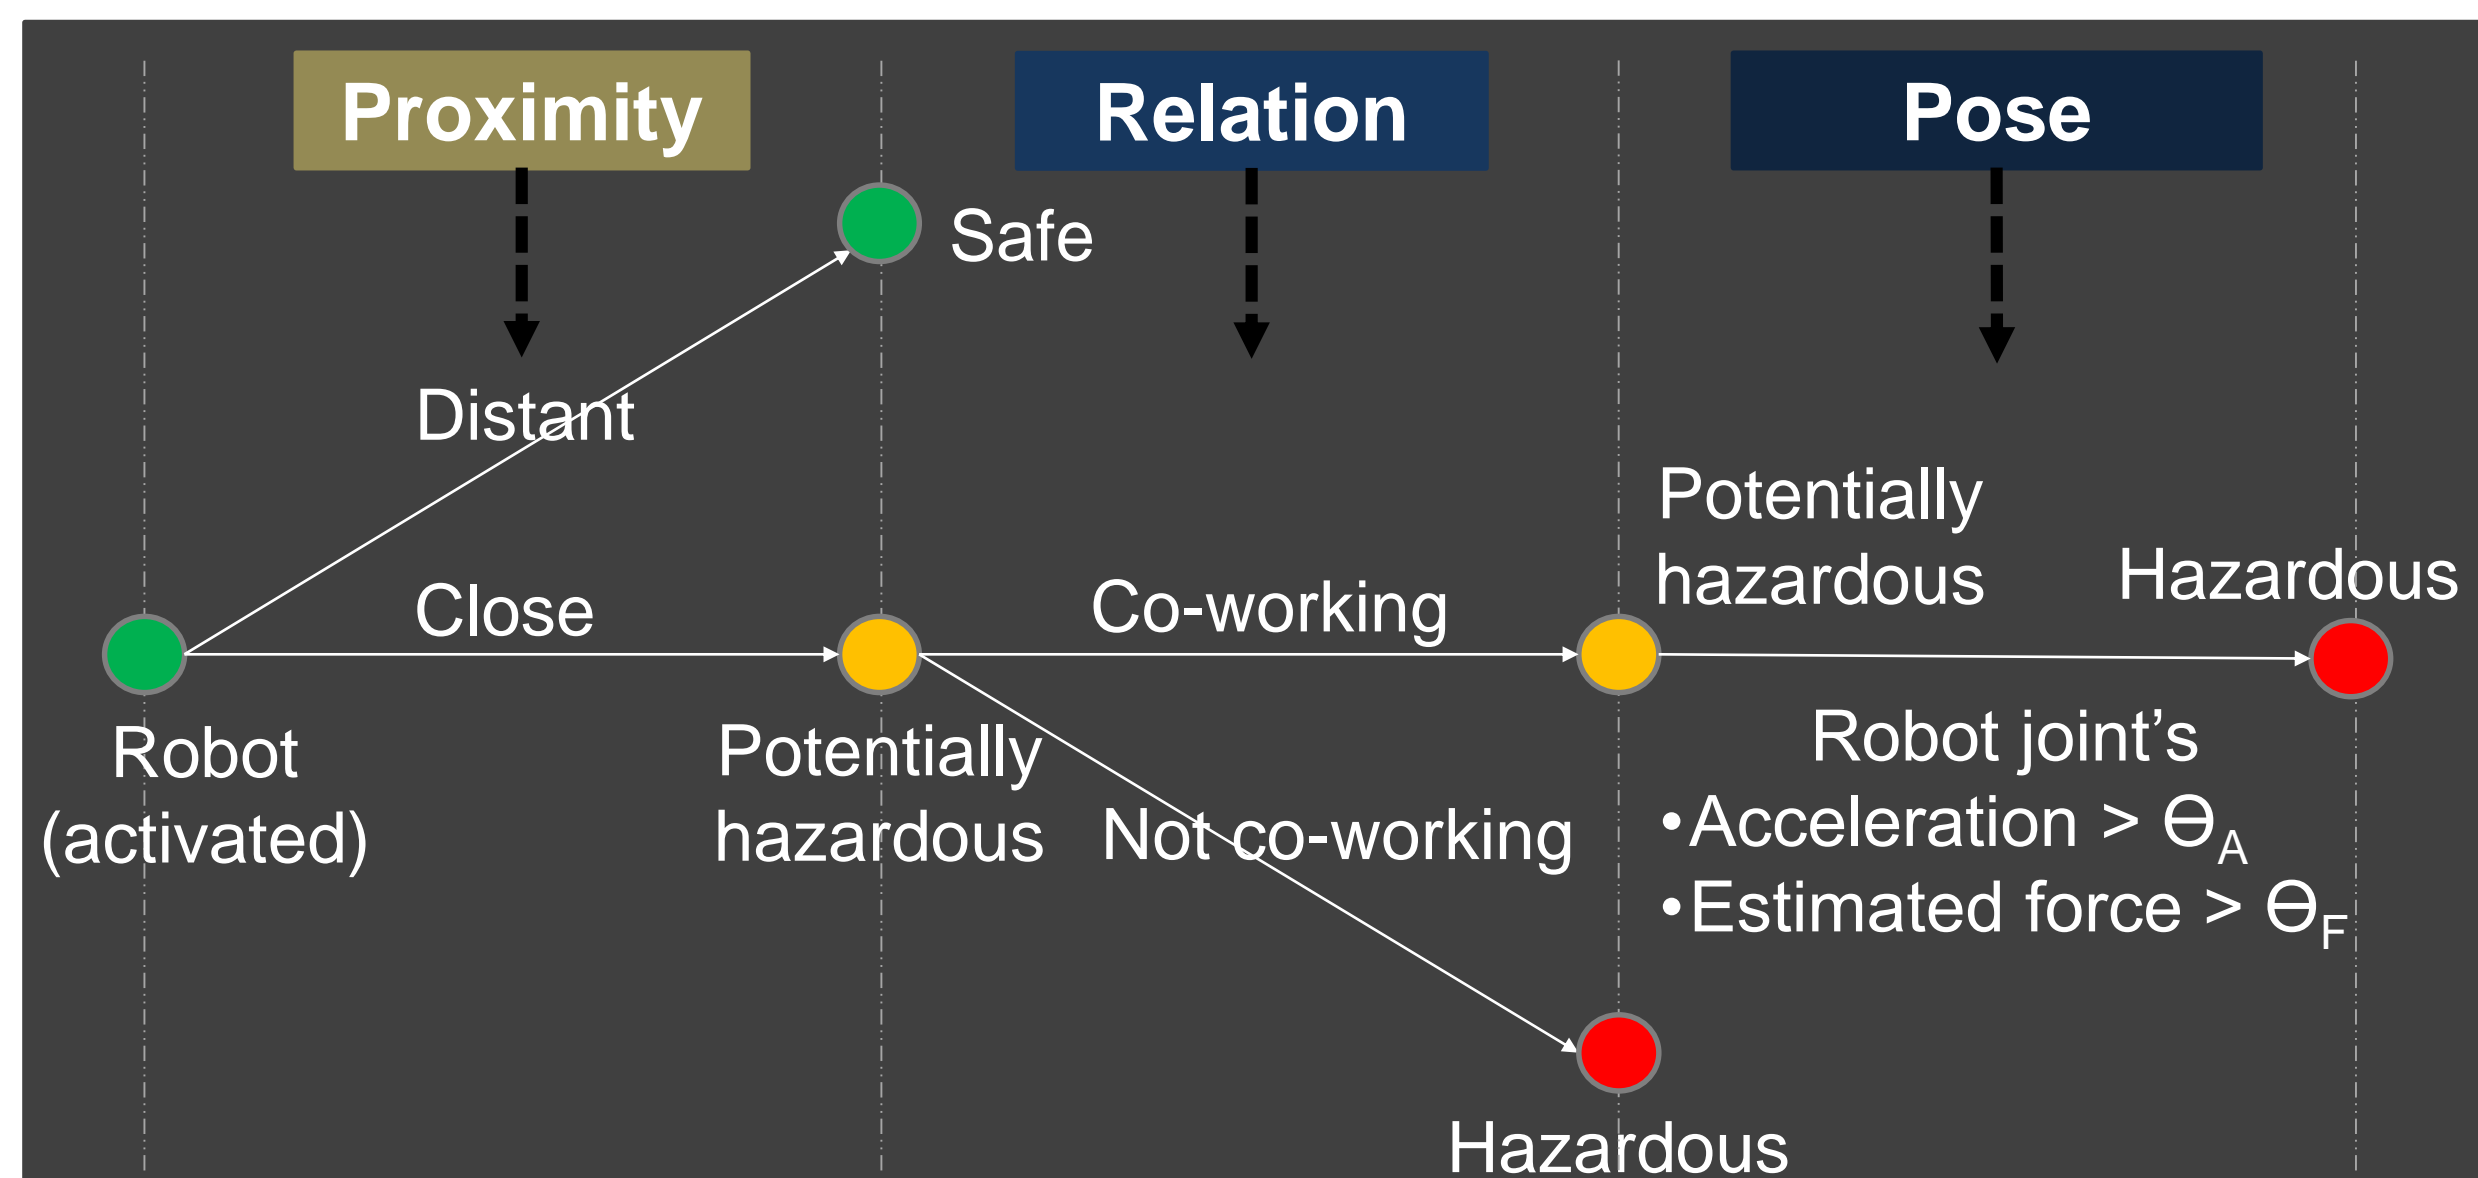 Proximity
Relation
Pose
Safe
Distant
Close
Co-working
Potentially
hazardous
Hazardous
Robot
(activated)
Potentially
hazardous
Not co-working
Robot joint’s
•Acceleration > ϴA
•Estimated force > ϴF
Hazardous